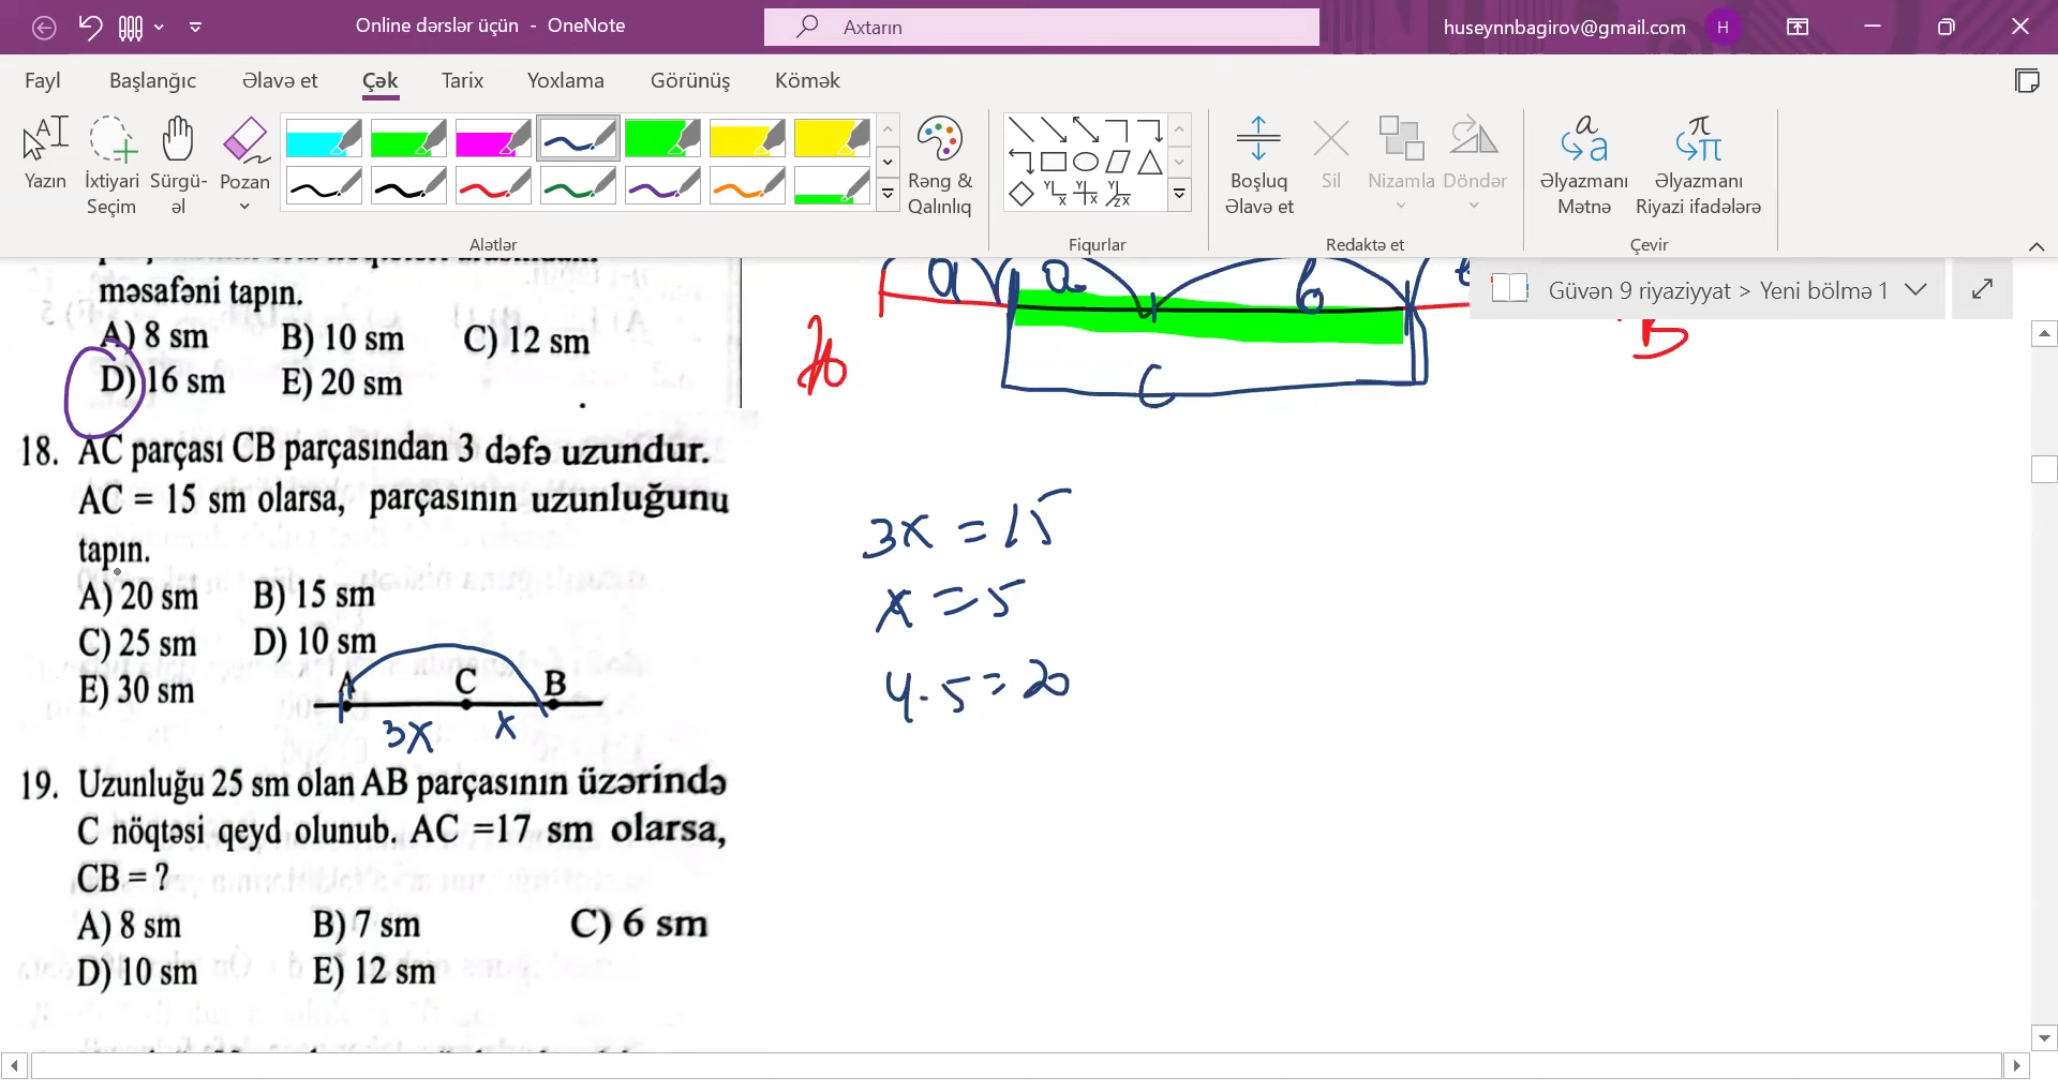 Online dərslər üçün - OneNote
Axtarın
huseynnbagirov@gmail.com H
Fayl Başlanğıc Əlavə et Çək Tarix Yoxlama Görünüş Kömək
Yazın İxtiyari Seçim Sürgü-əl Pozan
Rəng & Qalınlıq
Boşluq Əlavə et Sil Nizamla Döndər
Əlyazmanı Mətnə Əlyazmanı Riyazi ifadələrə
Alətlər Fiqurlar Redaktə et Çevir
Güvən 9 riyaziyyat > Yeni bölmə 1
məsafəni tapın.
A) 8 sm B) 10 sm C) 12 sm
D) 16 sm E) 20 sm
a a b
C
B
18. AC parçası CB parçasından 3 dəfə uzundur.
AC = 15 sm olarsa, parçasının uzunluğunu
tapın.
A) 20 sm B) 15 sm
C) 25 sm D) 10 sm
E) 30 sm
A C B
3x x
3x = 15
x = 5
4 · 5 = 20
19. Uzunluğu 25 sm olan AB parçasının üzərində
C nöqtəsi qeyd olunub. AC =17 sm olarsa,
CB = ?
A) 8 sm B) 7 sm C) 6 sm
D) 10 sm E) 12 sm